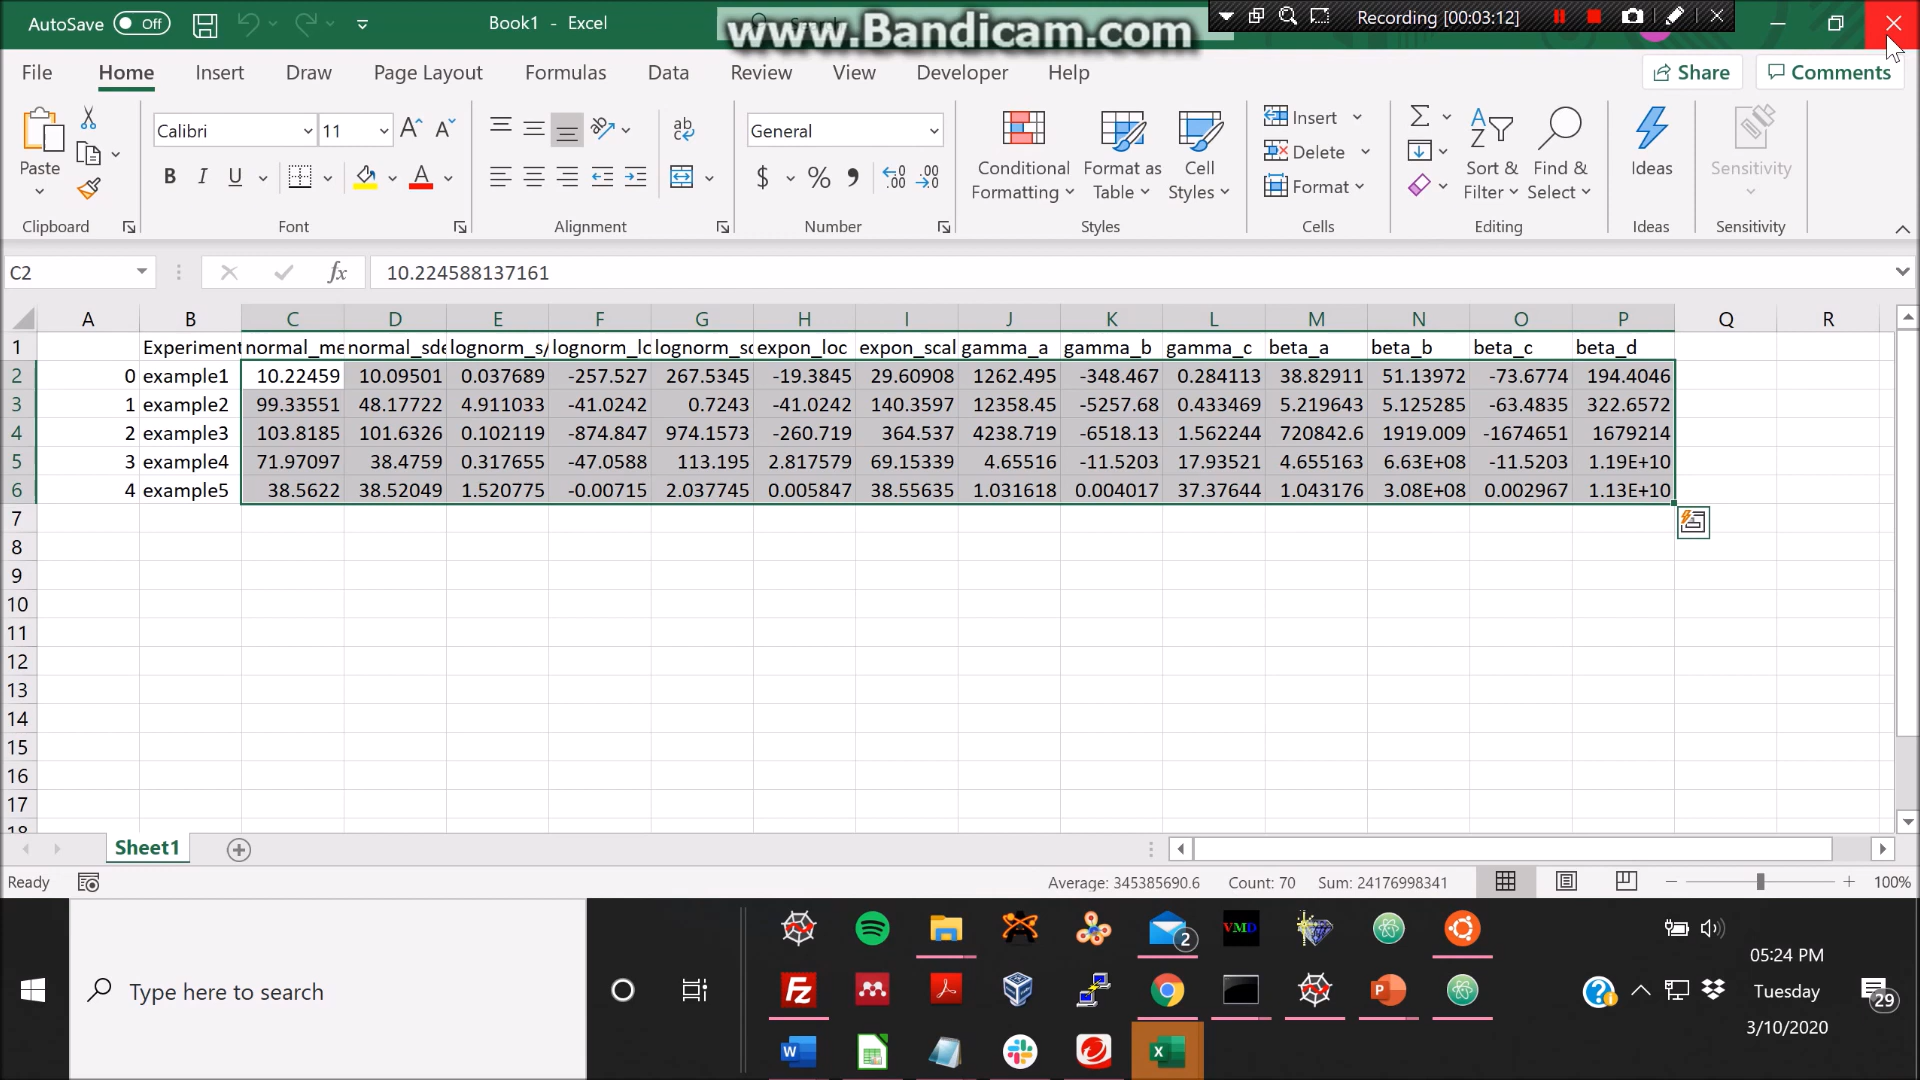 AutoSave Off Book1 - Excel www.Bandicam.com Recording [00:03:12]
File Home Insert Draw Page Layout Formulas Data Review View Developer Help Share Comments
Paste Calibri 11 General Conditional Formatting Format as Table Cell Styles Insert Delete Format Sort & Filter Find & Select Ideas Sensitivity
Clipboard Font Alignment Number Styles Cells Editing Ideas Sensitivity
C2 fx 10.224588137161
A B C D E F G H I J K L M N O P Q R
1 Experiment normal_me normal_sde lognorm_s/ lognorm_lo lognorm_sc expon_loc expon_scal gamma_a gamma_b gamma_c beta_a beta_b beta_c beta_d
2 0 example1 10.22459 10.09501 0.037689 -257.527 267.5345 -19.3845 29.60908 1262.495 -348.467 0.284113 38.82911 51.13972 -73.6774 194.4046
3 1 example2 99.33551 48.17722 4.911033 -41.0242 0.7243 -41.0242 140.3597 12358.45 -5257.68 0.433469 5.219643 5.125285 -63.4835 322.6572
4 2 example3 103.8185 101.6326 0.102119 -874.847 974.1573 -260.719 364.537 4238.719 -6518.13 1.562244 720842.6 1919.009 -1674651 1679214
5 3 example4 71.97097 38.4759 0.317655 -47.0588 113.195 2.817579 69.15339 4.65516 -11.5203 17.93521 4.655163 6.63E+08 -11.5203 1.19E+10
6 4 example5 38.5622 38.52049 1.520775 -0.00715 2.037745 0.005847 38.55635 1.031618 0.004017 37.37644 1.043176 3.08E+08 0.002967 1.13E+10
7
8
9
10
11
12
13
14
15
16
17
18
Sheet1
Ready Average: 345385690.6 Count: 70 Sum: 24176998341 100%
2 VMD
05:24 PM
Type here to search Fz P Tuesday 29
3/10/2020
W X